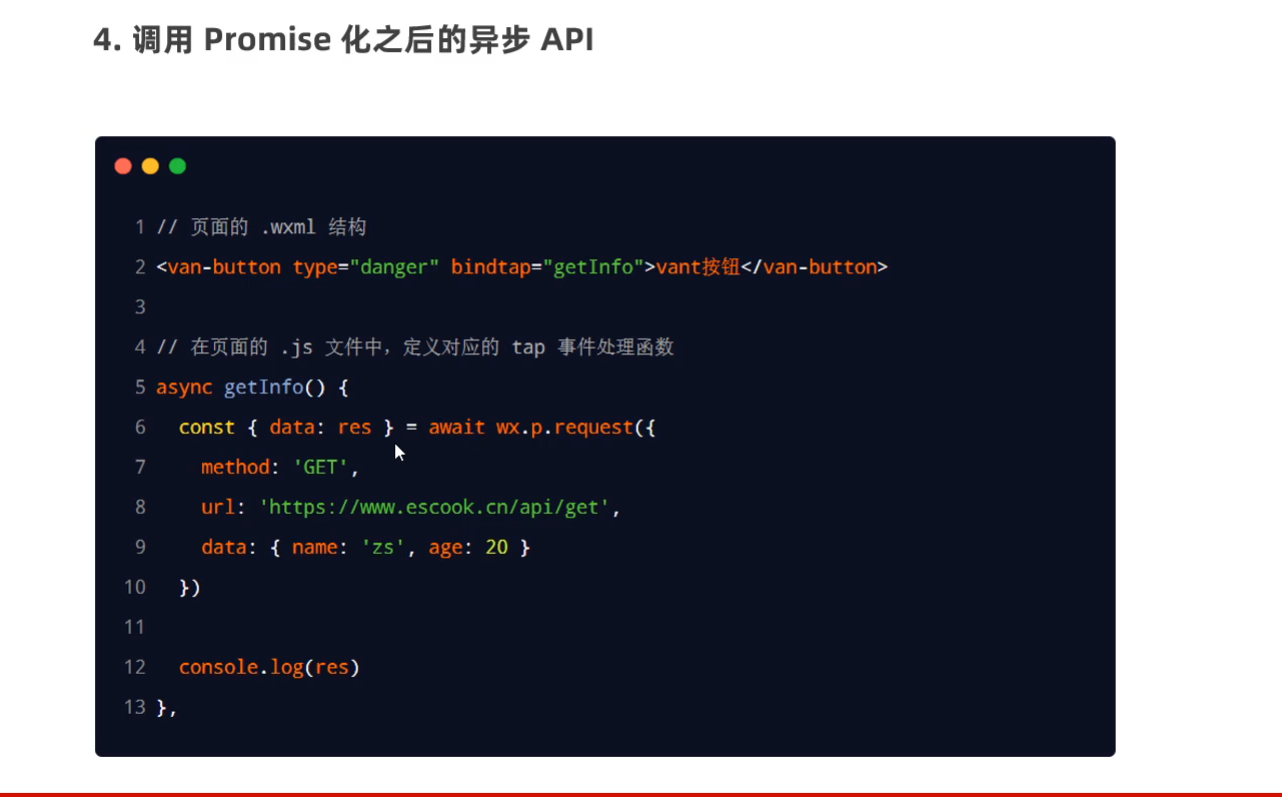 4. 调用 Promise 化之后的异步 API
1 // 页面的 .wxml 结构
2 <van-button type="danger" bindtap="getInfo">vant按钮</van-button>
3
4 // 在页面的 .js 文件中，定义对应的 tap 事件处理函数
5 async getInfo() {
6 const { data: res } = await wx.p.request({
7 method: 'GET',
8 url: 'https://www.escook.cn/api/get',
9 data: { name: 'zs', age: 20 }
10 })
11
12 console.log(res)
13 },